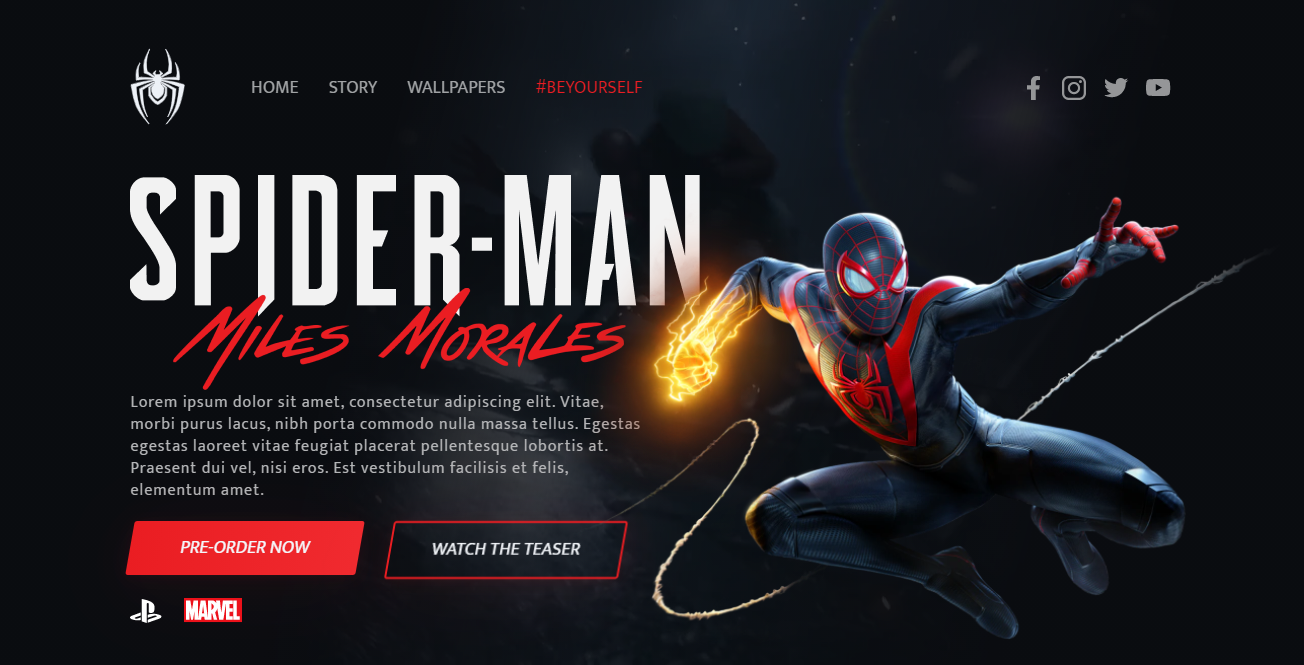 HOME STORY WALLPAPERS #BEYOURSELF
SPIDER-MAN
MILES MORALES
Lorem ipsum dolor sit amet, consectetur adipiscing elit. Vitae,
morbi purus lacus, nibh porta commodo nulla massa tellus. Egestas
egestas laoreet vitae feugiat placerat pellentesque lobortis at.
Praesent dui vel, nisi eros. Est vestibulum facilisis et felis,
elementum amet.
PRE-ORDER NOW WATCH THE TEASER
MARVEL